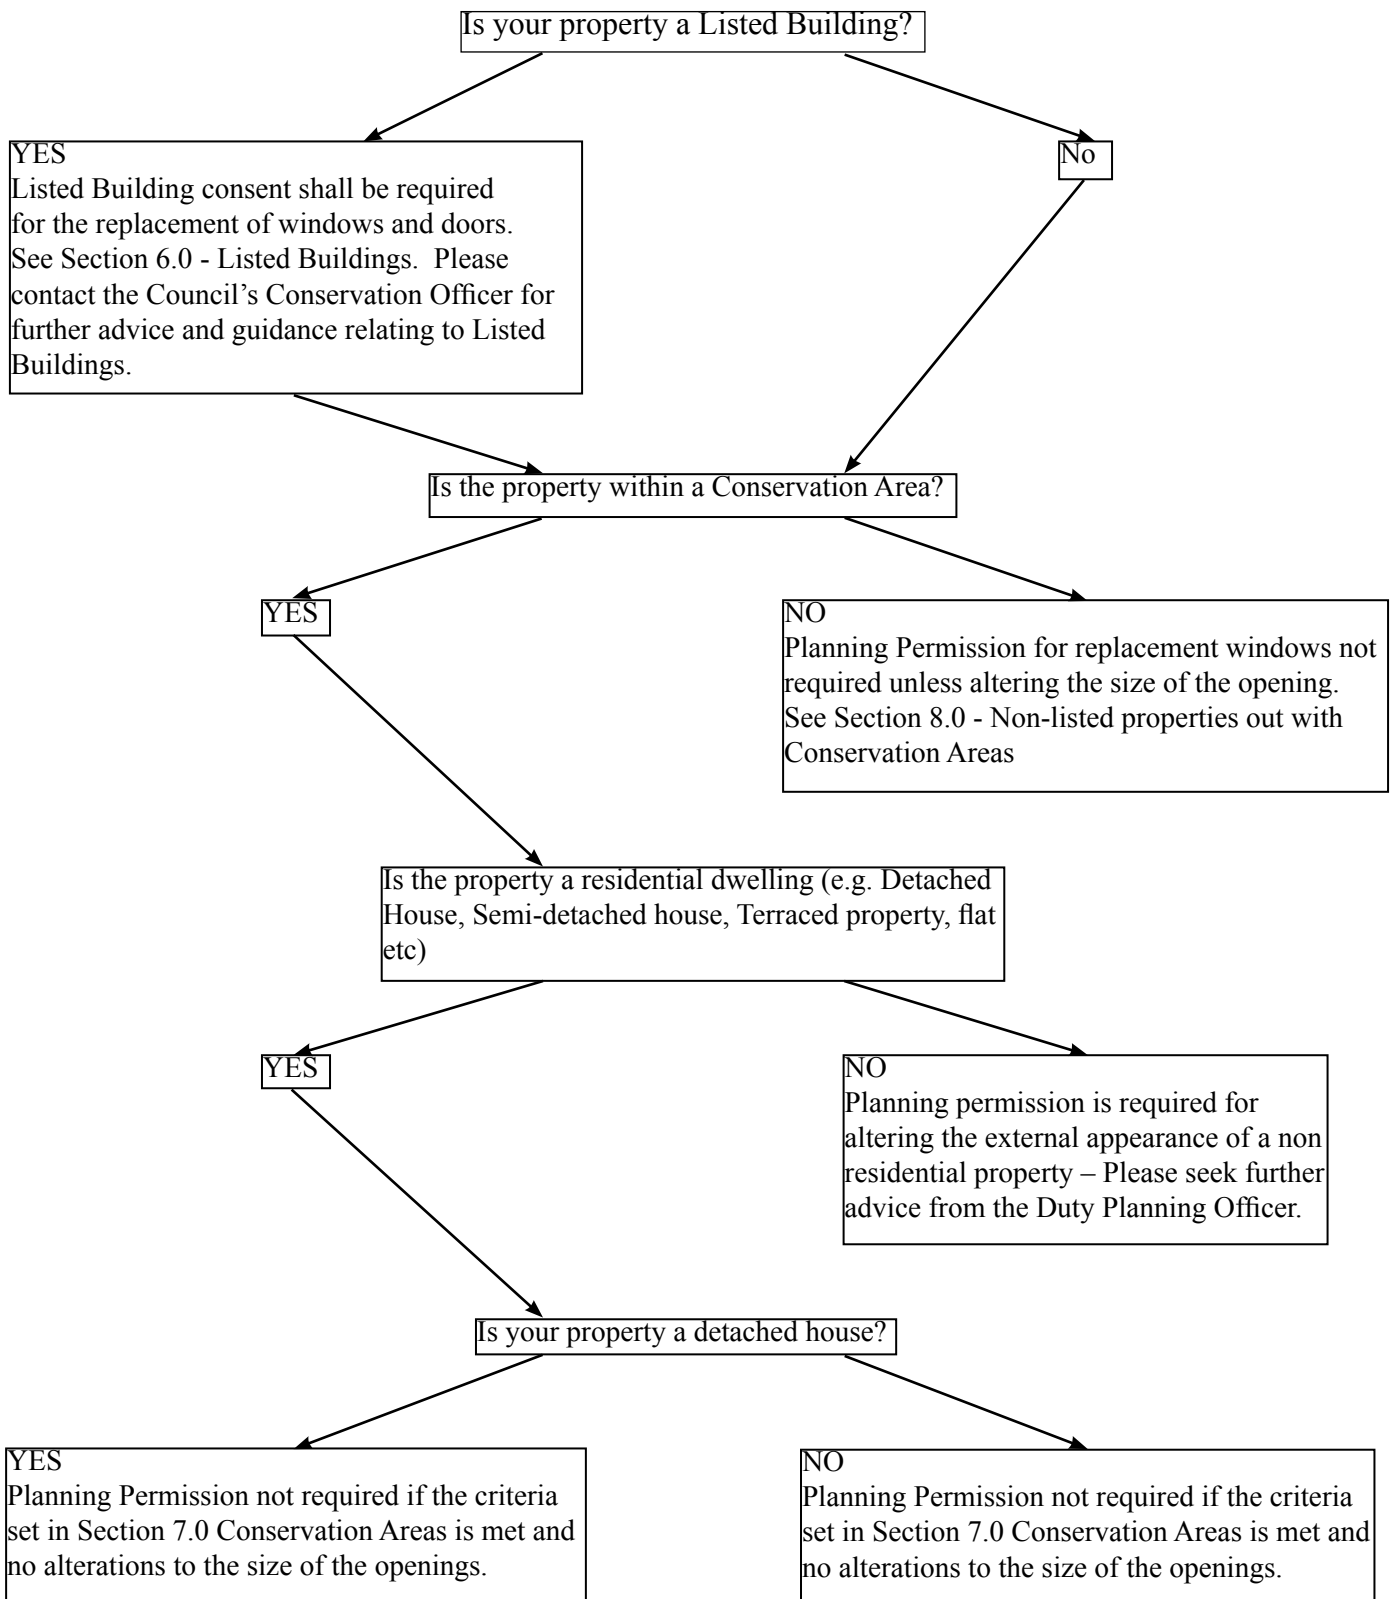 Is your property a Listed Building?
YES
Listed Building consent shall be required
for the replacement of windows and doors.
See Section 6.0 - Listed Buildings.  Please
contact the Council’s Conservation Officer for
further advice and guidance relating to Listed
Buildings.
No
Is the property within a Conservation Area?
YES
NO
Planning Permission for replacement windows not
required unless altering the size of the opening.
See Section 8.0 - Non-listed properties out with
Conservation Areas
Is the property a residential dwelling (e.g. Detached
House, Semi-detached house, Terraced property, flat
etc)
YES
NO
Planning permission is required for
altering the external appearance of a non
residential property – Please seek further
advice from the Duty Planning Officer.
Is your property a detached house?
YES
Planning Permission not required if the criteria
set in Section 7.0 Conservation Areas is met and
no alterations to the size of the openings.
NO
Planning Permission not required if the criteria
set in Section 7.0 Conservation Areas is met and
no alterations to the size of the openings.